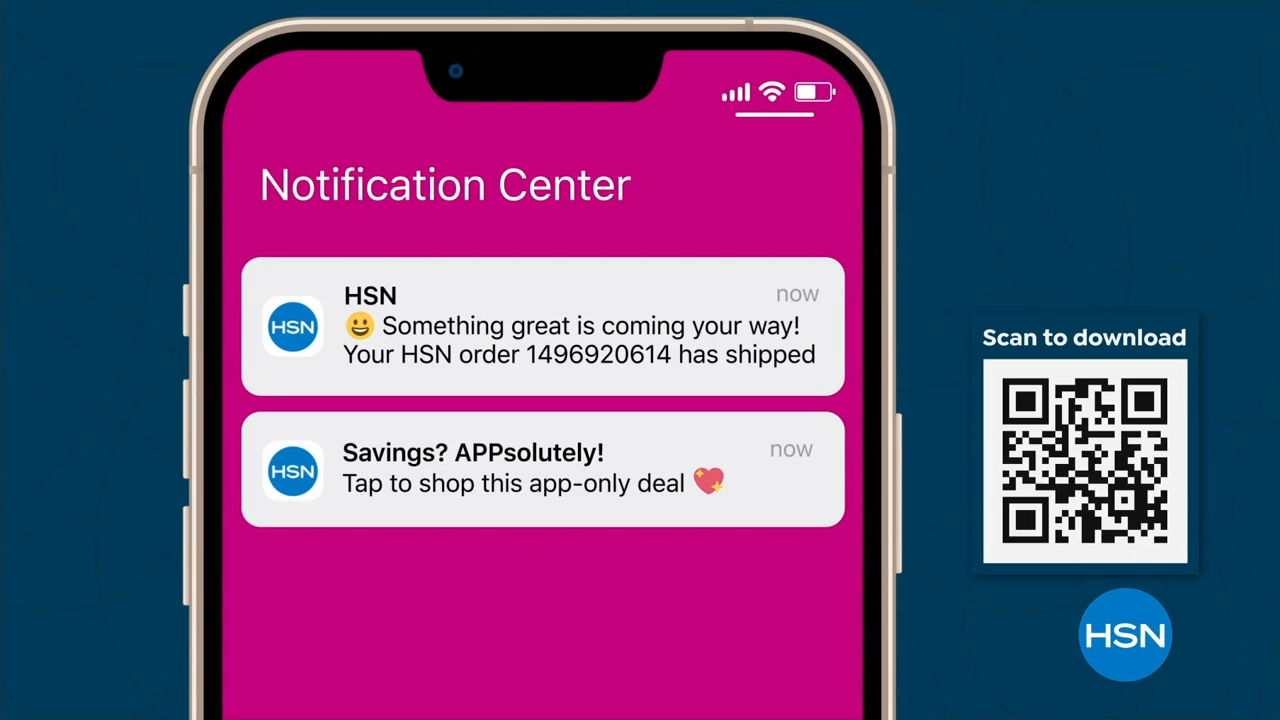 Notification Center
HSN
now
HSN
😀 Something great is coming your way!
Your HSN order 1496920614 has shipped
HSN
Savings? APPsolutely!
now
Tap to shop this app-only deal 💖
Scan to download
HSN